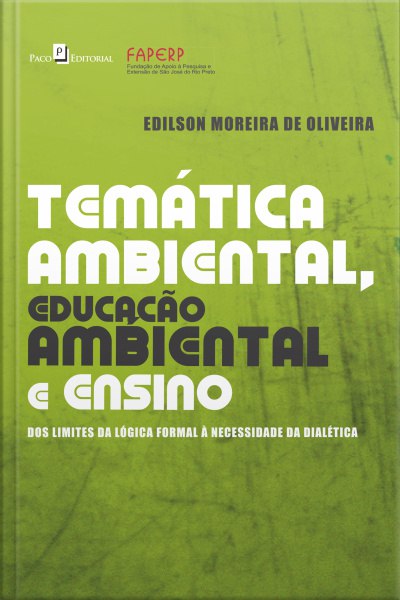 PACO P EDITORIAL
FAPERP
Fundação de Apoio à Pesquisa e
Extensão de São José do Rio Preto
EDILSON MOREIRA DE OLIVEIRA
TEMÁTICA
AMBIENTAL,
EDUCAÇÃO
AMBIENTAL
E ENSINO
DOS LIMITES DA LÓGICA FORMAL À NECESSIDADE DA DIALÉTICA